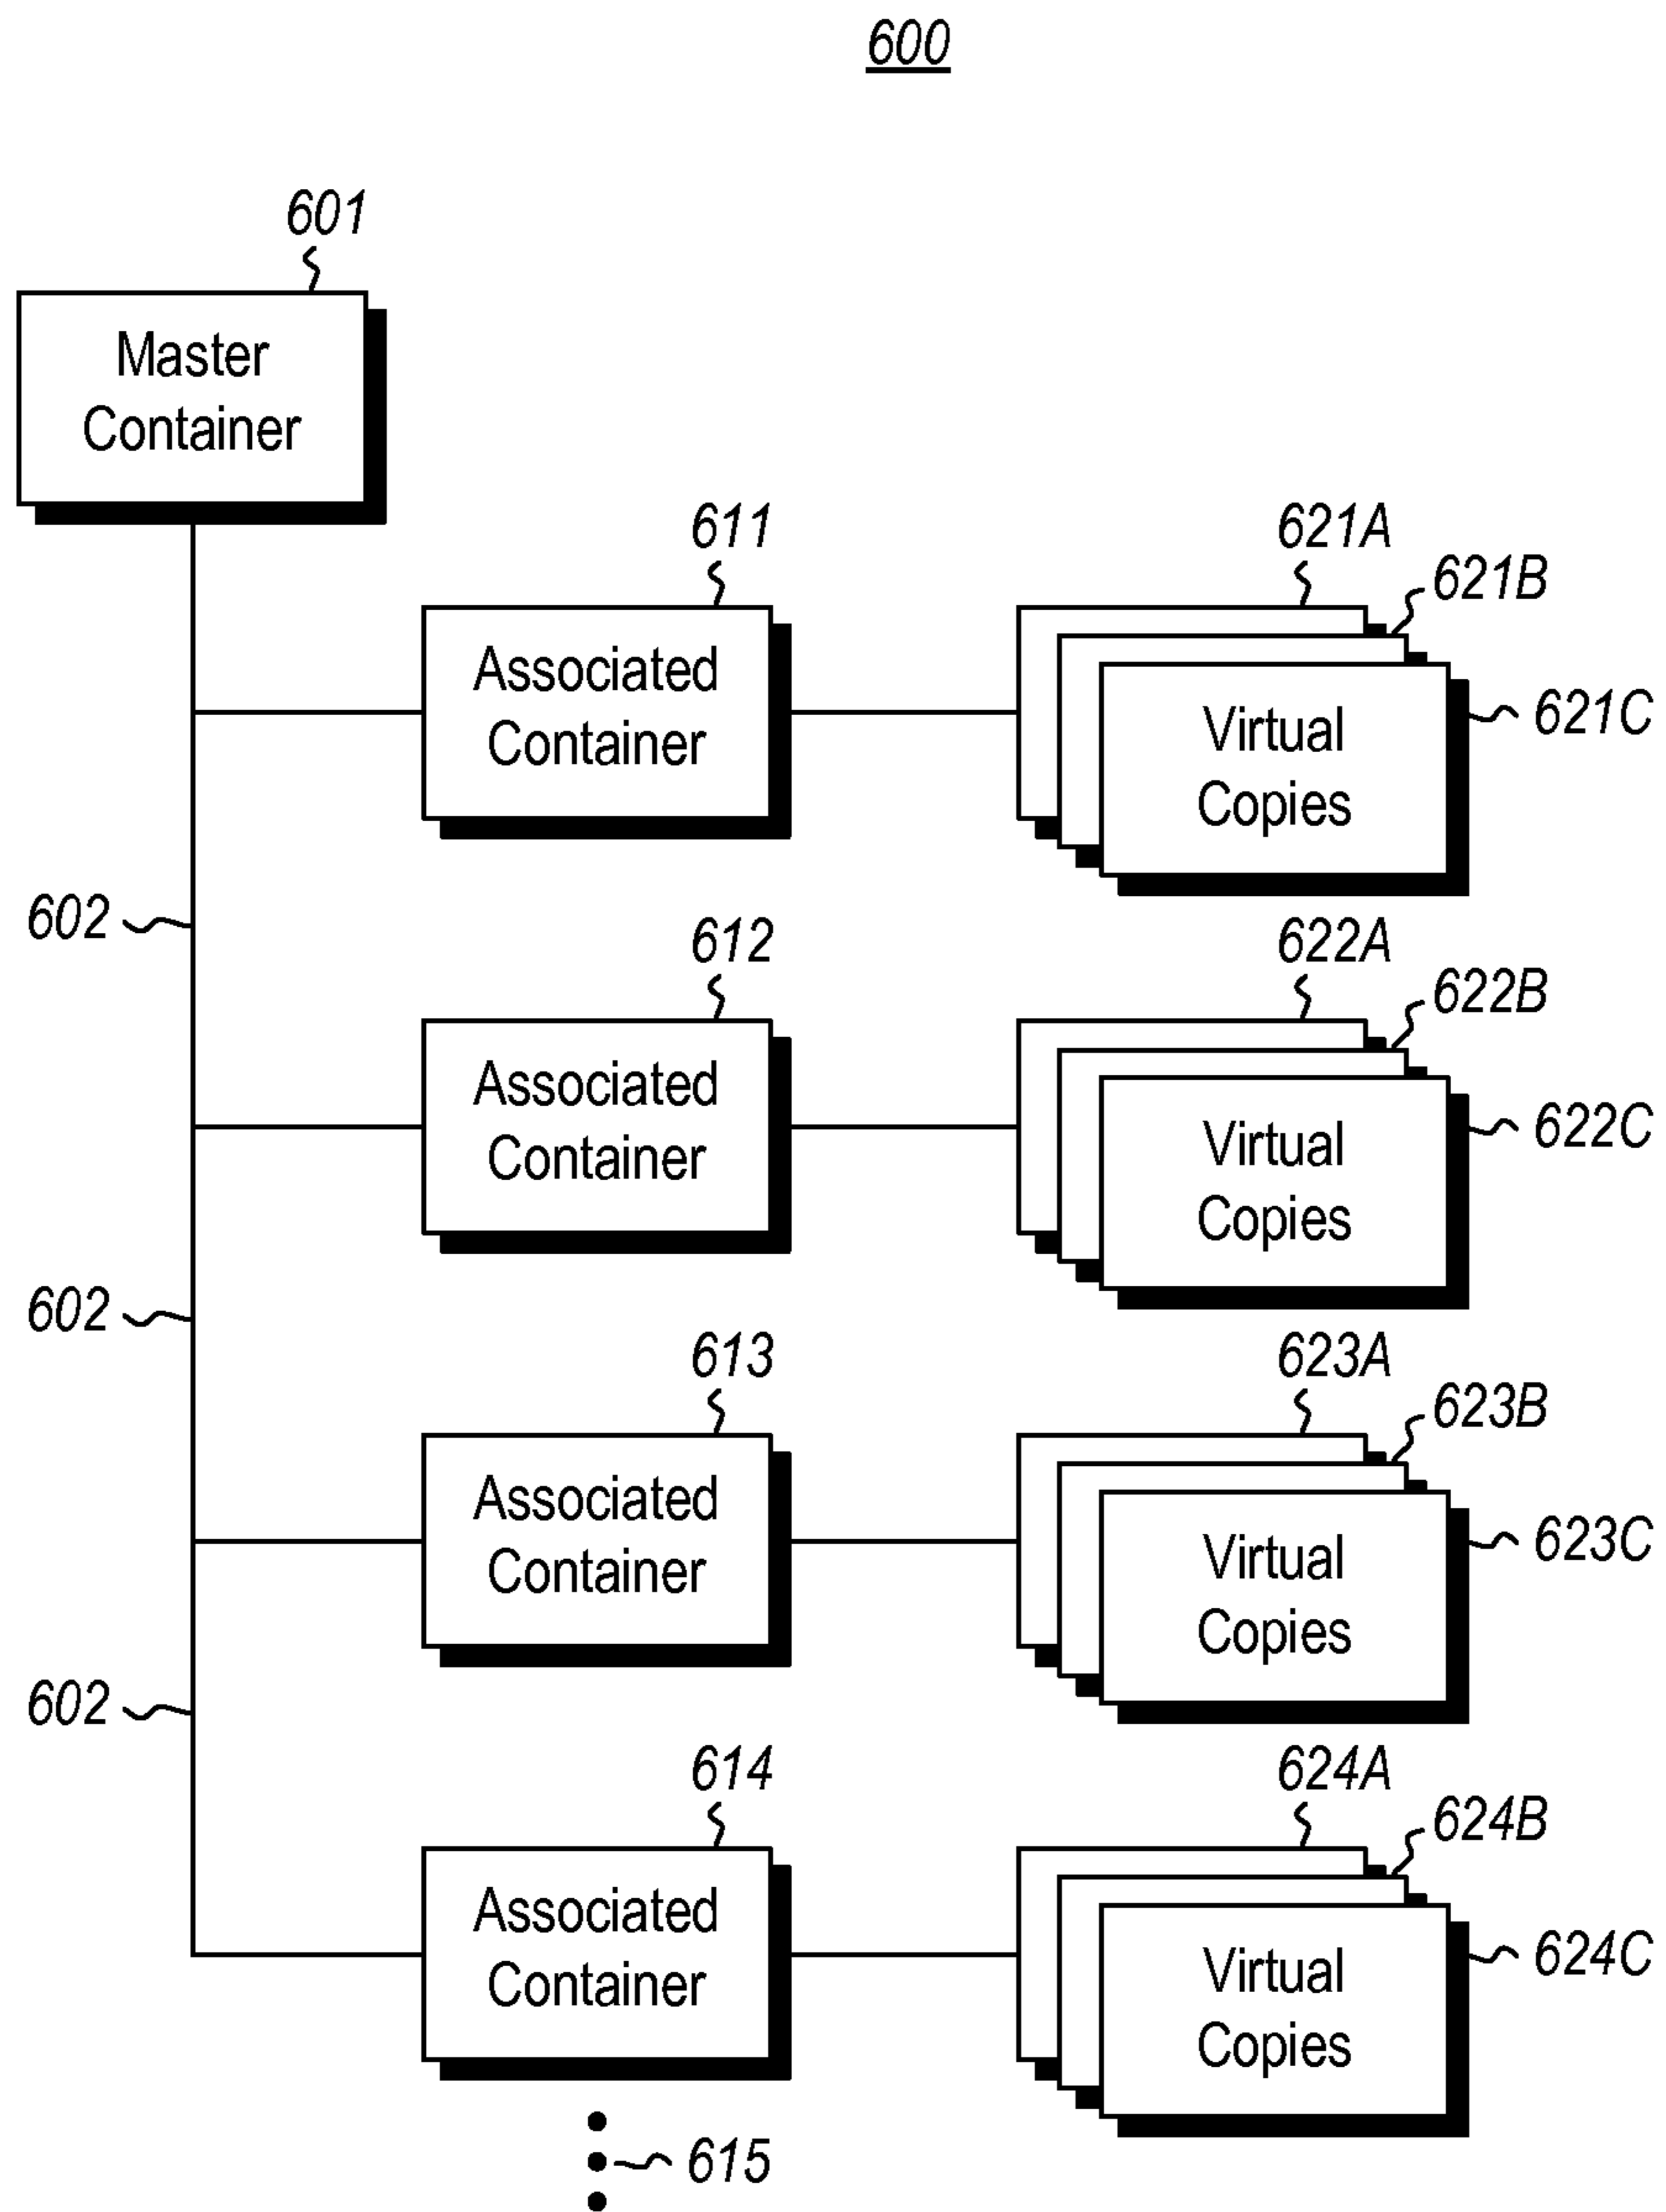 600
601
Master
Container
611
621A
621B
Associated
Container
Virtual
Copies
621C
602
612
622A
622B
Associated
Container
Virtual
Copies
622C
602
613
623A
623B
Associated
Container
Virtual
Copies
623C
602
614
624A
624B
Associated
Container
Virtual
Copies
624C
615